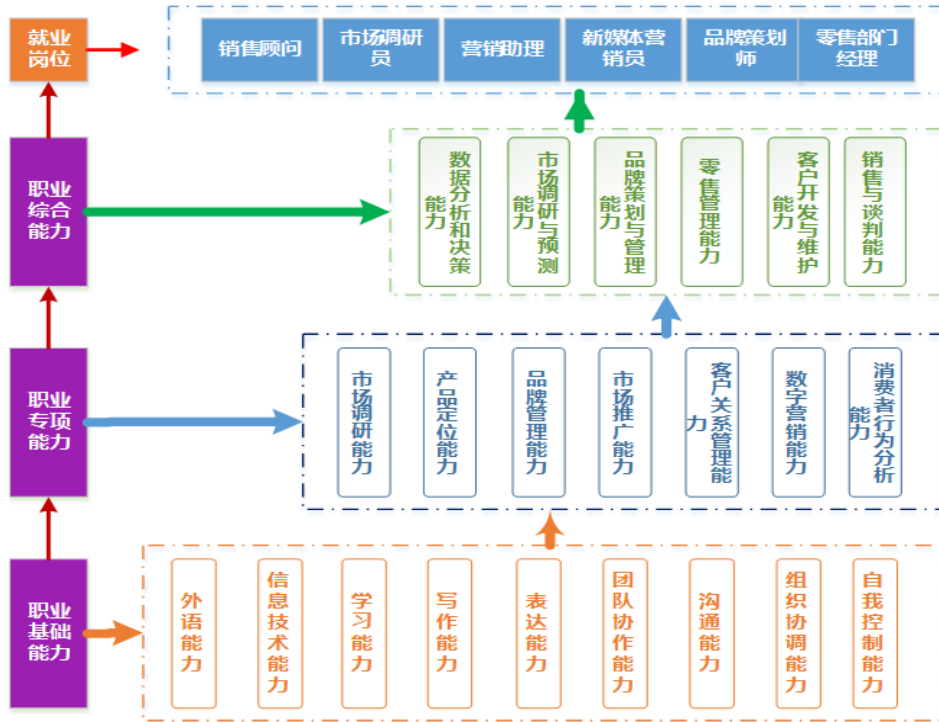 就业
岗位
销售顾问
市场调研
员
营销助理
新媒体营
销员
品牌策划
师
零售部门
经理
职业
综合
能力
数据分析和决策
能力
市场调研与预测
能力
品牌策划与管理
能力
零售管理能力
客户开发与维护
能力
销售与谈判能力
职业
专项
能力
市场调研能力
产品定位能力
品牌管理能力
市场推广能力
客户关系管理能
力
数字营销能力
消费者行为分析
能力
职业
基础
能力
外语能力
信息技术能力
学习能力
写作能力
表达能力
团队协作能力
沟通能力
组织协调能力
自我控制能力